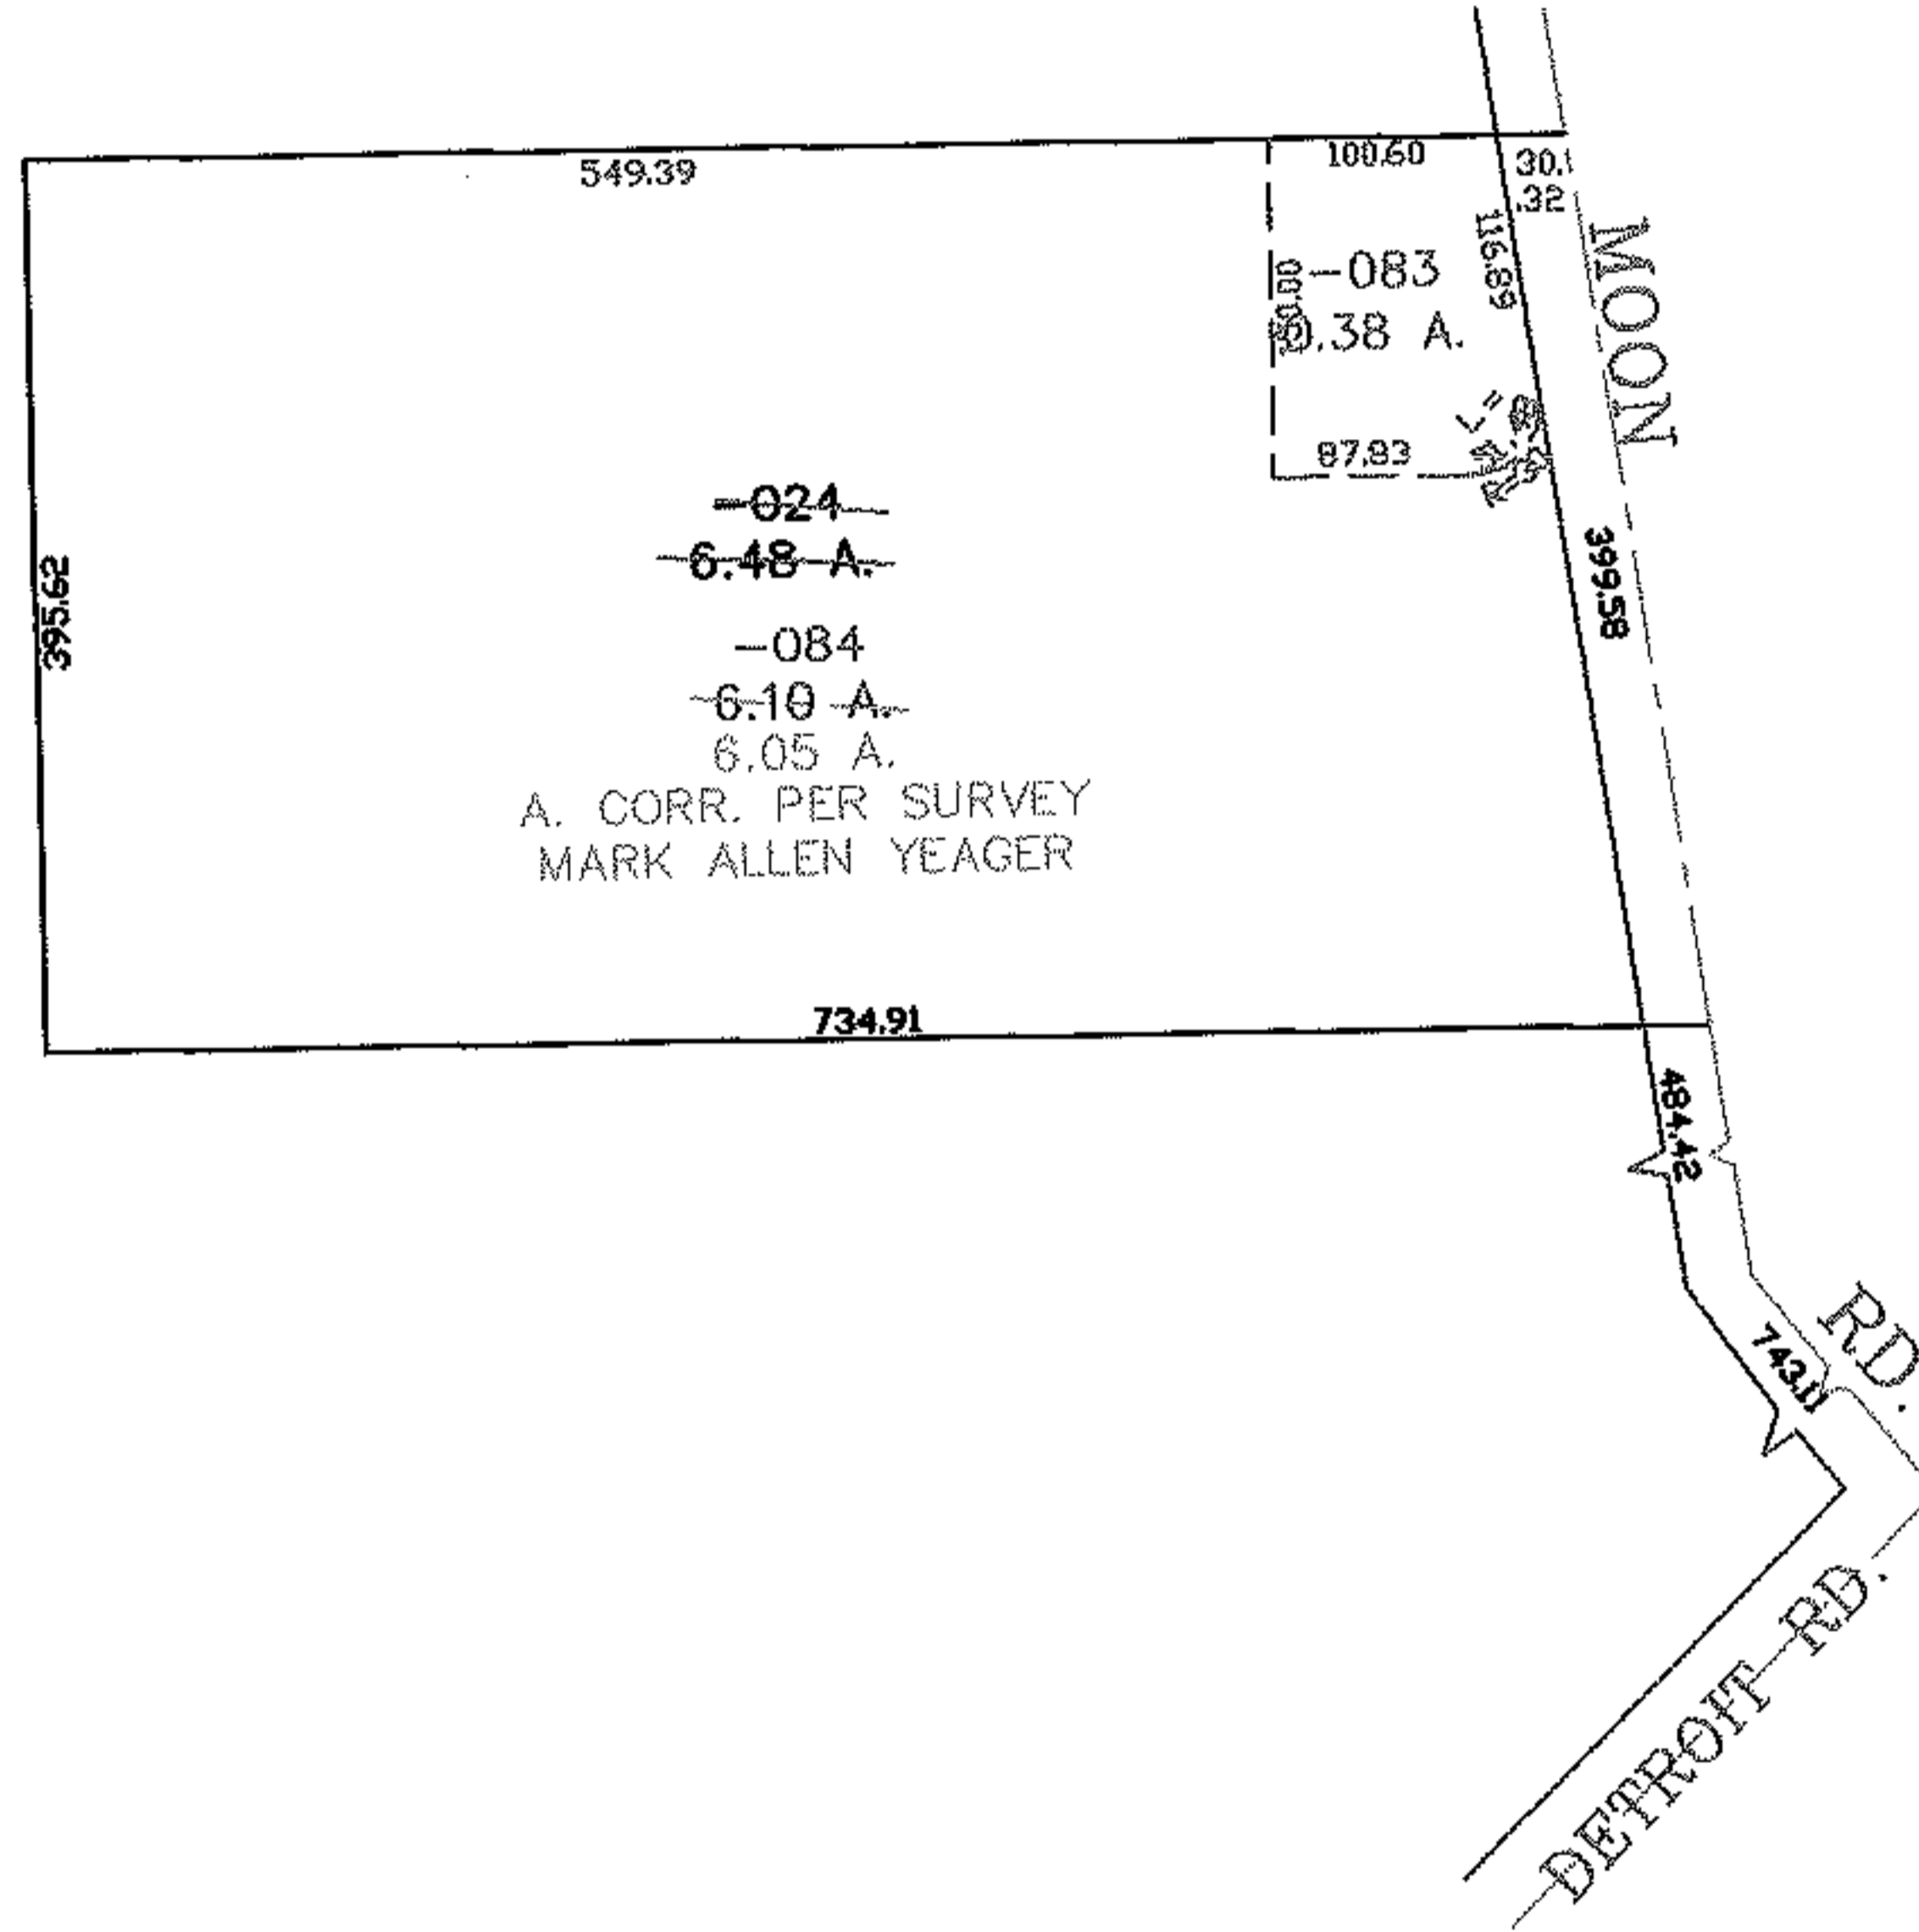 549.39
100.60
30.
.32
116.89
MOON
-083
0.38 A.
87.83
399.58
-024
6.48 A.
395.62
-084
6.10 A.
6.05 A.
A. CORR. PER SURVEY
MARK ALLEN YEAGER
734.91
484.42
RD.
743.11
DETROIT RD.